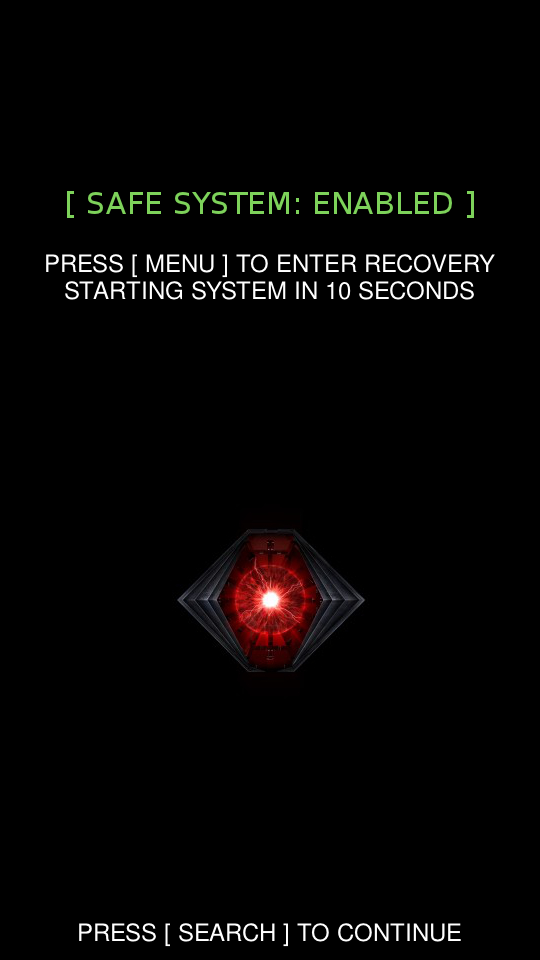 [ SAFE SYSTEM: ENABLED ]
PRESS [ MENU ] TO ENTER RECOVERY
STARTING SYSTEM IN 10 SECONDS
PRESS [ SEARCH ] TO CONTINUE